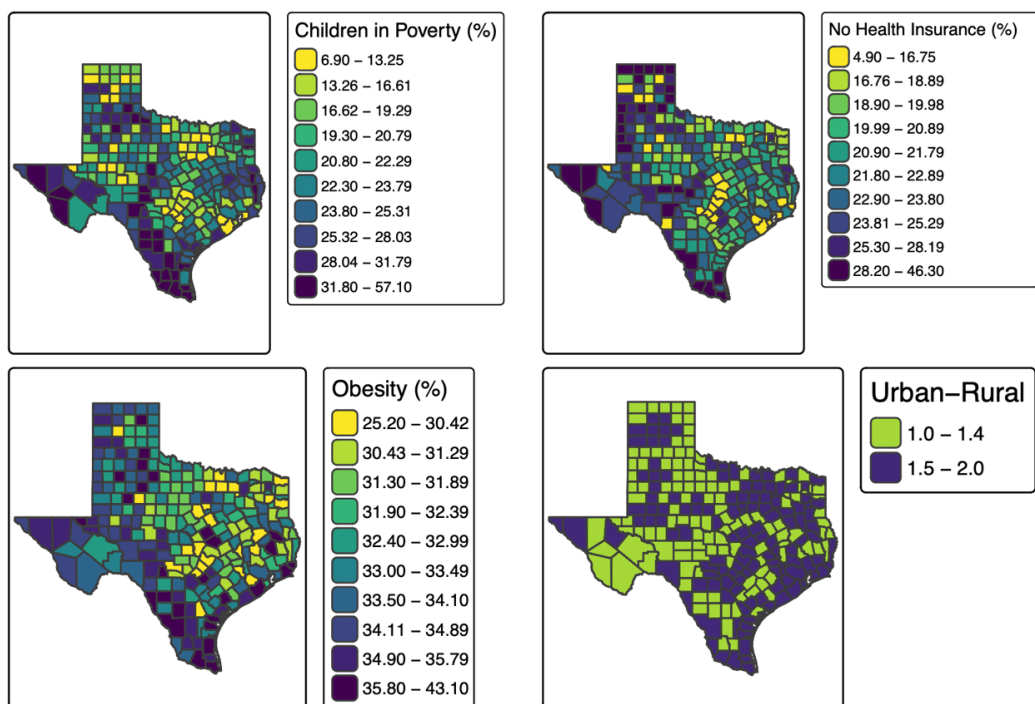 Children in Poverty (%)
6.90 – 13.25
13.26 – 16.61
16.62 – 19.29
19.30 – 20.79
20.80 – 22.29
22.30 – 23.79
23.80 – 25.31
25.32 – 28.03
28.04 – 31.79
31.80 – 57.10
No Health Insurance (%)
4.90 – 16.75
16.76 – 18.89
18.90 – 19.98
19.99 – 20.89
20.90 – 21.79
21.80 – 22.89
22.90 – 23.80
23.81 – 25.29
25.30 – 28.19
28.20 – 46.30
Obesity (%)
25.20 – 30.42
30.43 – 31.29
31.30 – 31.89
31.90 – 32.39
32.40 – 32.99
33.00 – 33.49
33.50 – 34.10
34.11 – 34.89
34.90 – 35.79
35.80 – 43.10
Urban–Rural
1.0 – 1.4
1.5 – 2.0